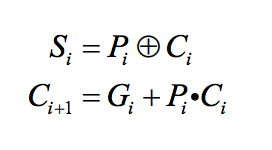 Sᵢ = Pᵢ ⊕ Cᵢ
Cᵢ₊₁ = Gᵢ + Pᵢ•Cᵢ